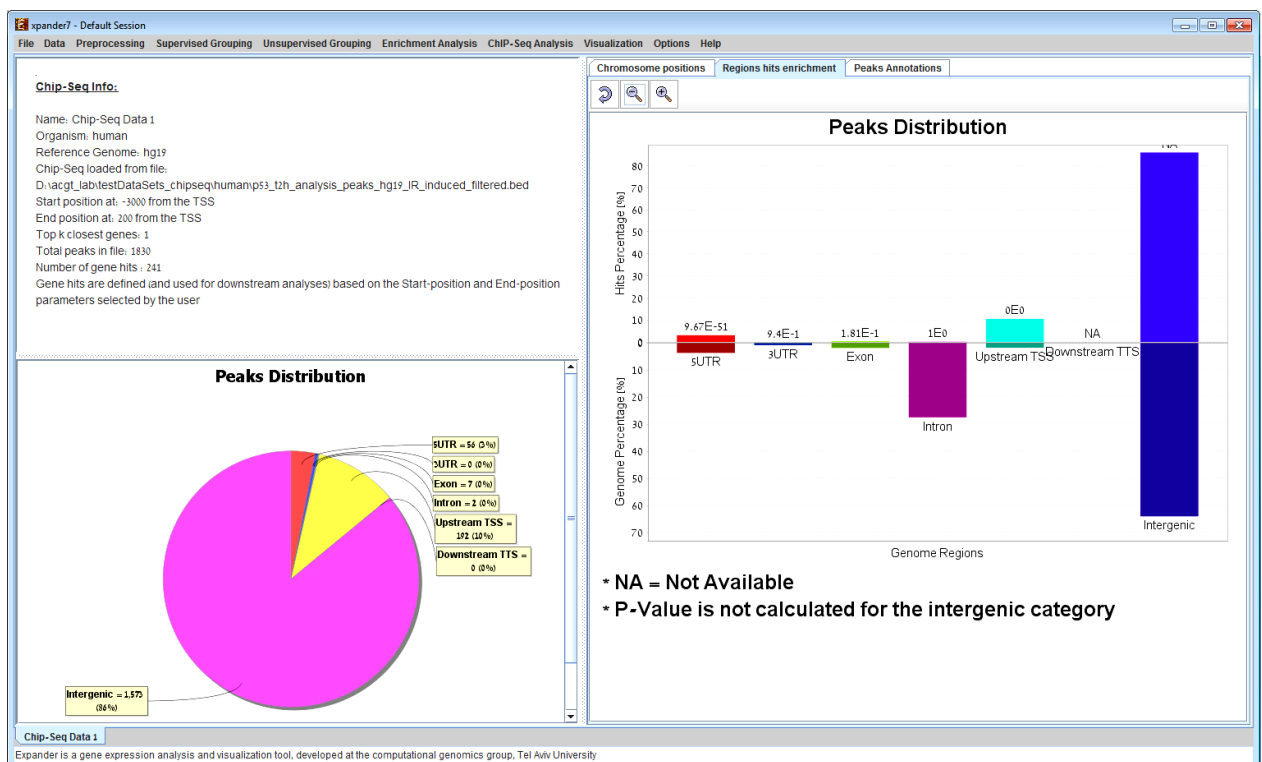 xpander7 - Default Session
File Data Preprocessing Supervised Grouping Unsupervised Grouping Enrichment Analysis ChIP-Seq Analysis Visualization Options Help
Chip-Seq Info:
Name: Chip-Seq Data 1
Organism: human
Reference Genome: hg19
Chip-Seq loaded from file:
D:\acgt_lab\testDataSets_chipseq\human\p53_t2h_analysis_peaks_hg19_IR_induced_filtered.bed
Start position at: -3000 from the TSS
End position at: 200 from the TSS
Top k closest genes: 1
Total peaks in file: 1830
Number of gene hits : 241
Gene hits are defined (and used for downstream analyses) based on the Start-position and End-position
parameters selected by the user
Peaks Distribution
5UTR = 56 (3%)
3UTR = 0 (0%)
Exon = 7 (0%)
Intron = 2 (0%)
Upstream TSS =
192 (10%)
Downstream TTS =
0 (0%)
Intergenic = 1,573
(86%)
Chromosome positions Regions hits enrichment Peaks Annotations
Peaks Distribution
Hits Percentage [%]
80
70
60
50
40
30
20
10
0
10
20
30
40
50
60
70
Genome Percentage [%]
9.67E-51
9.4E-1
1.81E-1
1E0
0E0
NA
NA
5UTR
3UTR
Exon
Intron
Upstream TSS
Downstream TTS
Intergenic
Genome Regions
* NA = Not Available
* P-Value is not calculated for the intergenic category
Chip-Seq Data 1
Expander is a gene expression analysis and visualization tool, developed at the computational genomics group, Tel Aviv University